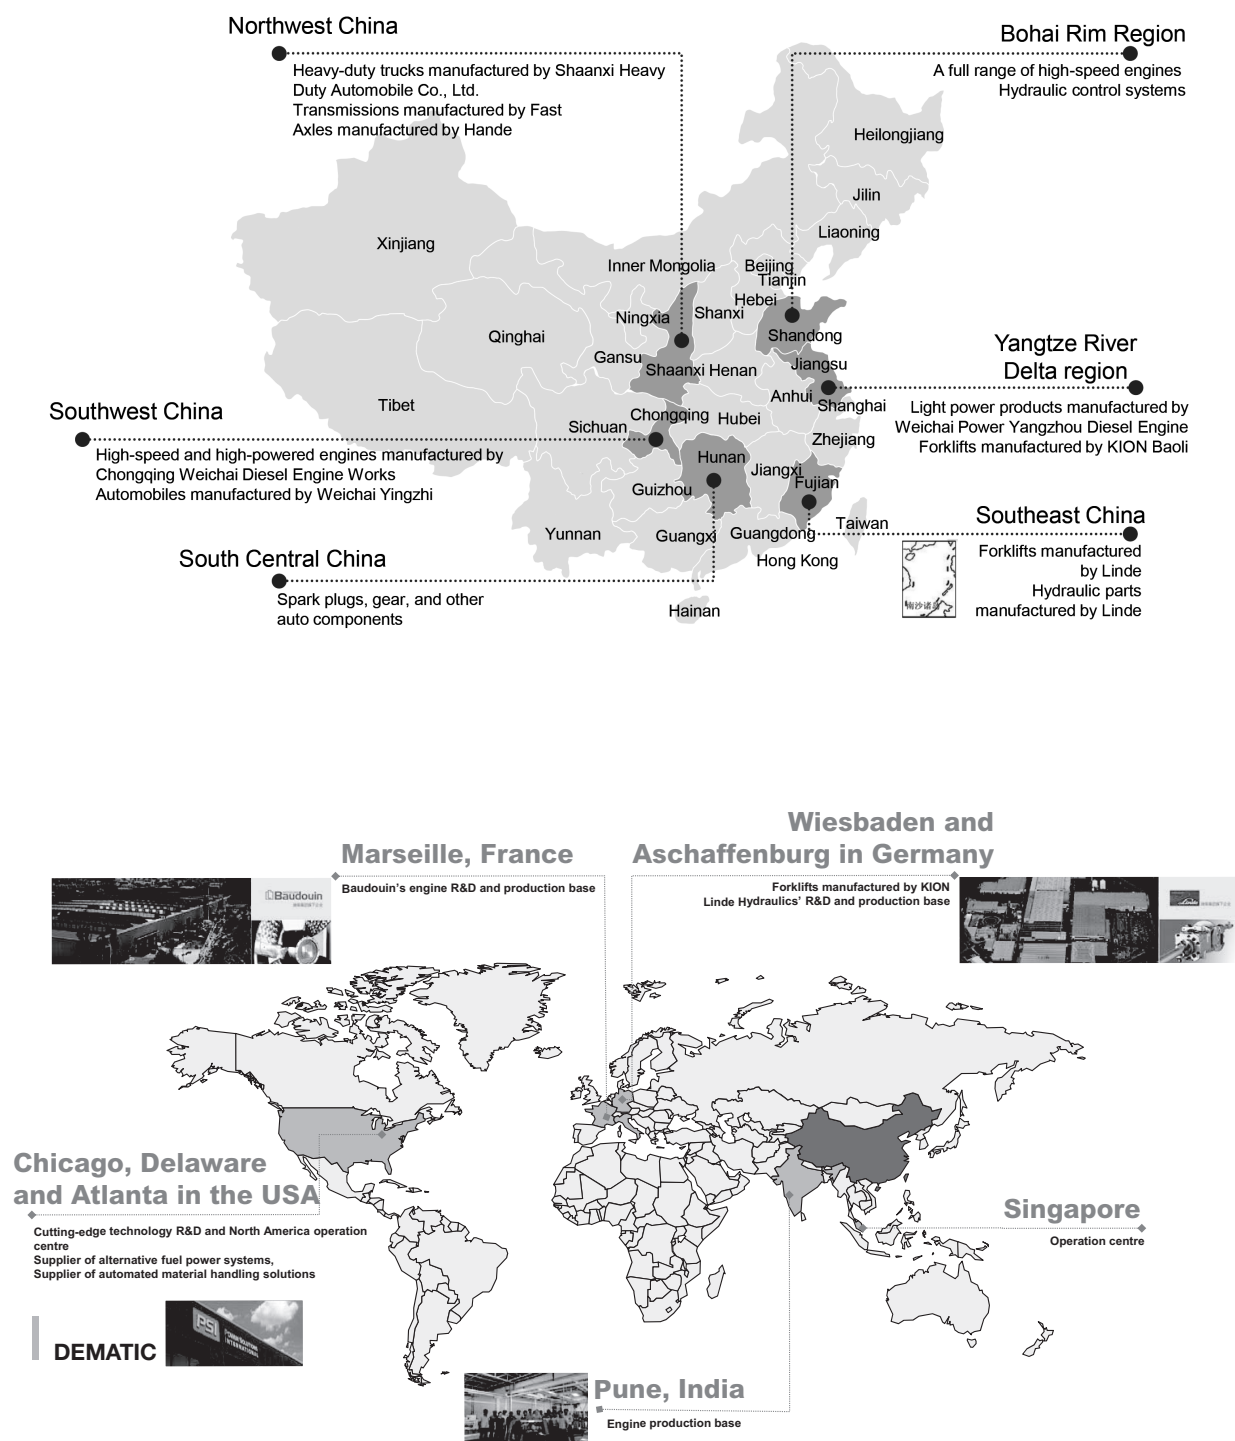 Northwest China
Heavy-duty trucks manufactured by Shaanxi Heavy
Duty Automobile Co., Ltd.
Transmissions manufactured by Fast
Axles manufactured by Hande
Bohai Rim Region
A full range of high-speed engines
Hydraulic control systems
Heilongjiang
Jilin
Liaoning
Xinjiang
Inner Mongolia
Beijing
Tianjin
Hebei
Shanxi
Ningxia
Qinghai
Shandong
Gansu
Shaanxi
Henan
Jiangsu
Yangtze River
Delta region
Light power products manufactured by
Weichai Power Yangzhou Diesel Engine
Forklifts manufactured by KION Baoli
Tibet
Anhui
Shanghai
Southwest China
High-speed and high-powered engines manufactured by
Chongqing Weichai Diesel Engine Works
Automobiles manufactured by Weichai Yingzhi
Chongqing
Hubei
Sichuan
Zhejiang
Hunan
Jiangxi
Fujian
Guizhou
Yunnan
Guangxi
Guangdong
Taiwan
Hong Kong
Hainan
Southeast China
Forklifts manufactured
by Linde
Hydraulic parts
manufactured by Linde
南沙诸岛
South Central China
Spark plugs, gear, and other
auto components
Marseille, France
Baudouin's engine R&D and production base
Baudouin
Wiesbaden and
Aschaffenburg in Germany
Forklifts manufactured by KION
Linde Hydraulics' R&D and production base
Linde
Chicago, Delaware
and Atlanta in the USA
Cutting-edge technology R&D and North America operation
centre
Supplier of alternative fuel power systems,
Supplier of automated material handling solutions
DEMATIC
PSI
POWER SOLUTIONS
INTERNATIONAL
Singapore
Operation centre
Pune, India
Engine production base